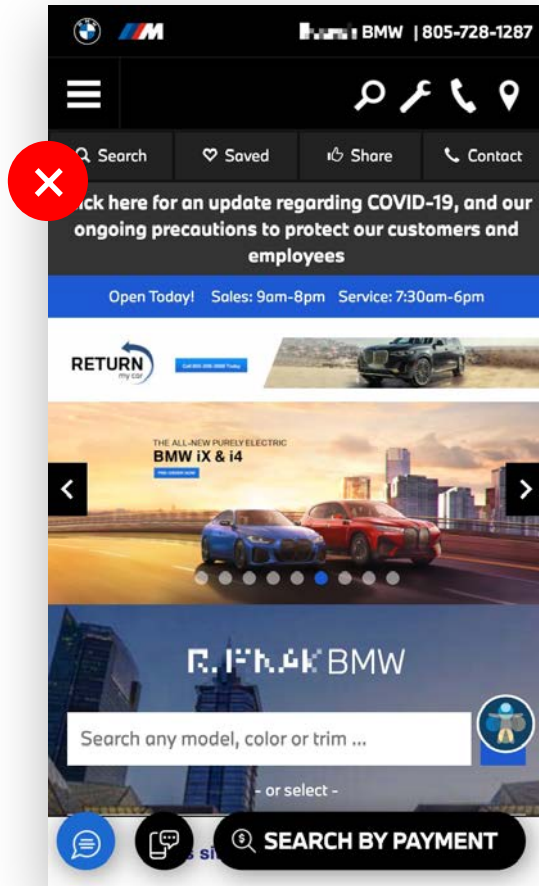 BMW | 805-728-1287
Search
Saved
Share
Contact
here for an update regarding COVID-19, and our
ongoing precautions to protect our customers and
employees
Open Today! Sales: 9am-8pm Service: 7:30am-6pm
RETURN
my car
THE ALL-NEW PURELY ELECTRIC
BMW iX & i4
PRE-ORDER NOW
BMW
Search any model, color or trim ...
- or select -
SEARCH BY PAYMENT